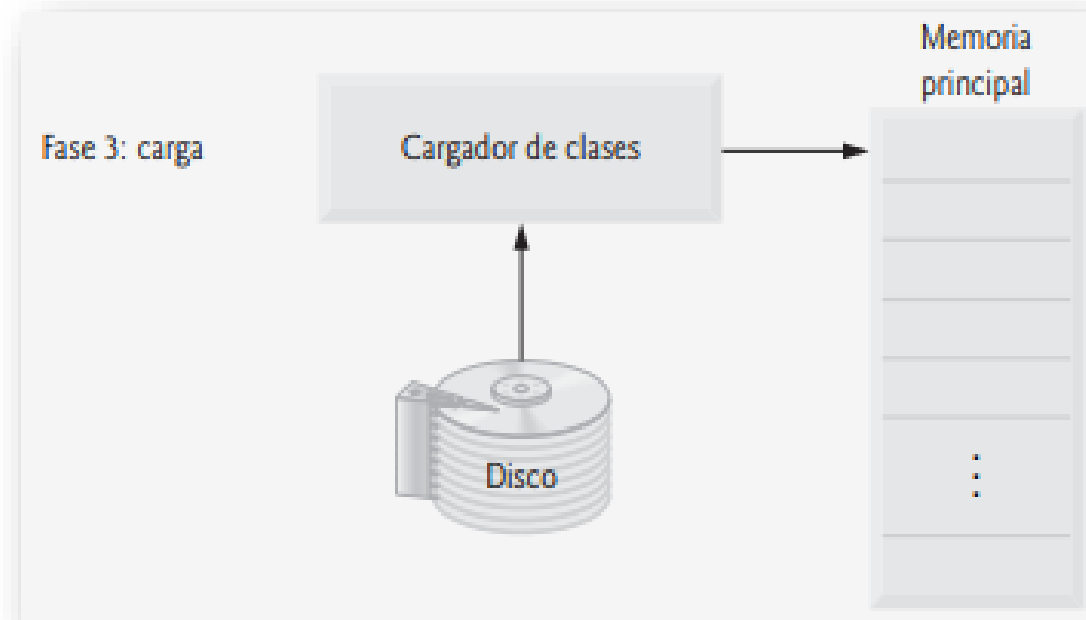 Memoria
principal
Fase 3: carga
Cargador de clases
Disco